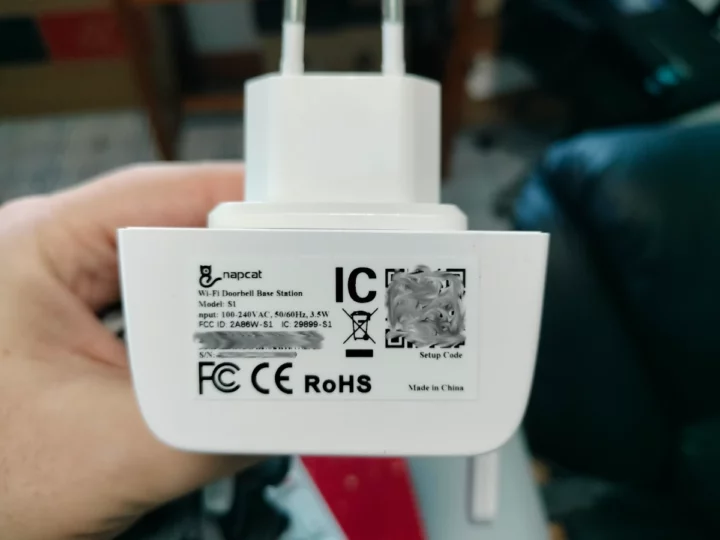 napcat
Wi-Fi Doorbell Base Station
Model: S1
nput: 100-240VAC, 50/60Hz, 3.5W
FCC ID: 2A86W-S1 IC: 29899-S1
S/N:
FC CE RoHS
IC
Setup Code
Made in China